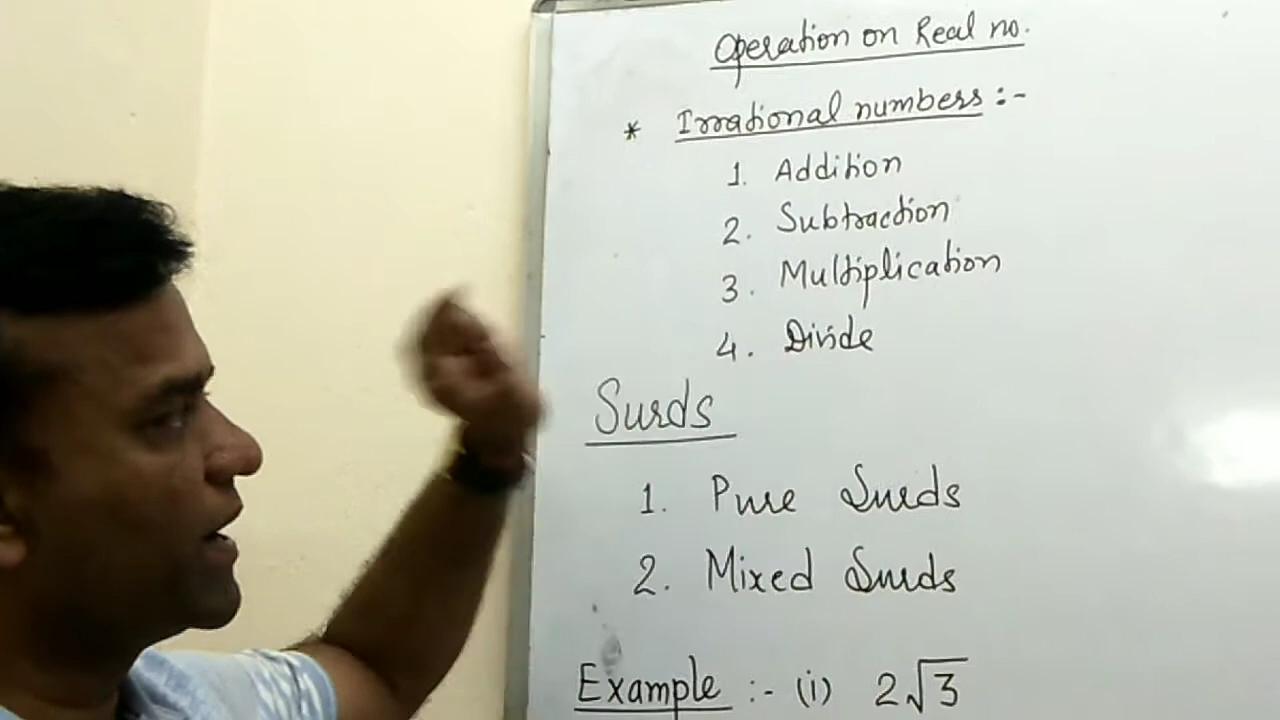 Operation on Real no.
* Irrational numbers :-
1. Addition
2. Subtraction
3. Multiplication
4. Divide
Surds
1. Pure Surds
2. Mixed Surds
Example :- (i) 2√3